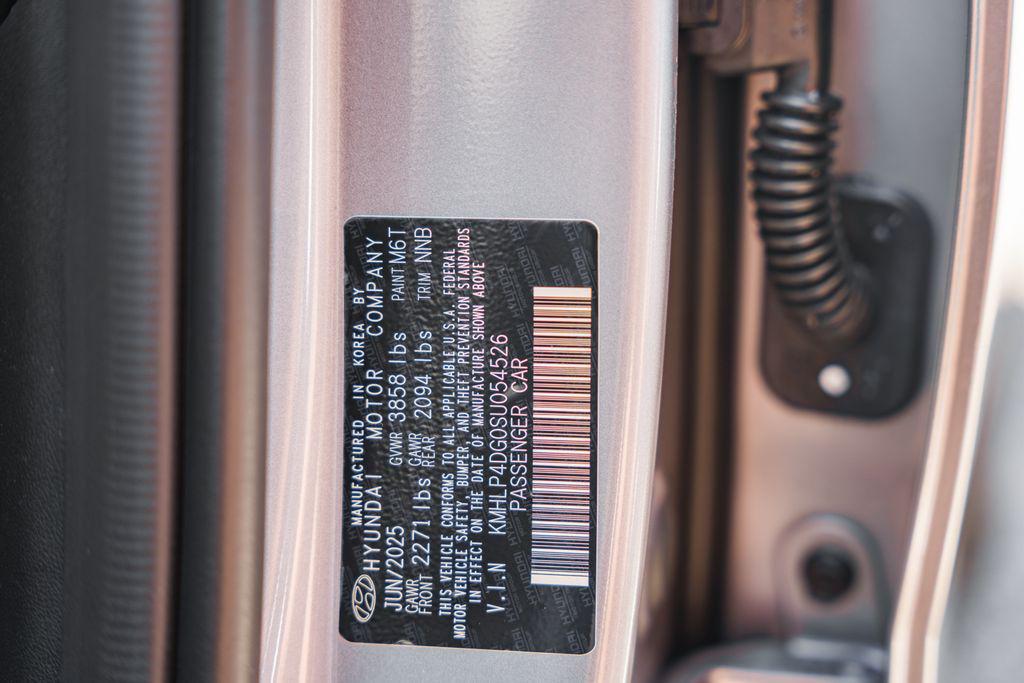 MANUFACTURED IN KOREA BY
HYUNDAI MOTOR COMPANY
JUN/2025 GVWR 3858 lbs PAINT M6T
GAWR FRONT 2271 lbs GAWR REAR 2094 lbs TRIM NNB
THIS VEHICLE CONFORMS TO ALL APPLICABLE U.S.A. FEDERAL
MOTOR VEHICLE SAFETY, BUMPER, AND THEFT PREVENTION STANDARDS
IN EFFECT ON THE DATE OF MANUFACTURE SHOWN ABOVE
V.I.N KMHLP4DG0SU054526
PASSENGER CAR